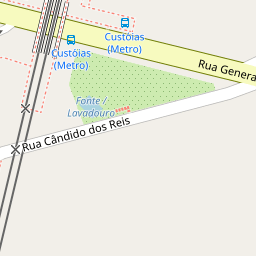 Custóias
(Metro)
Custóias
(Metro)
Rua Genera
Fonte /
Lavadouro
Rua Cândido dos Reis